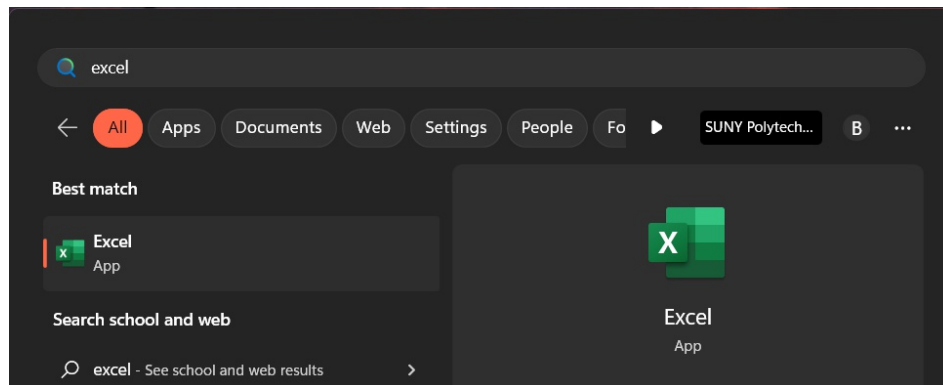 excel
All Apps Documents Web Settings People Fo SUNY Polytech... B ...
Best match
Excel
App
Search school and web
excel - See school and web results
X
Excel
App